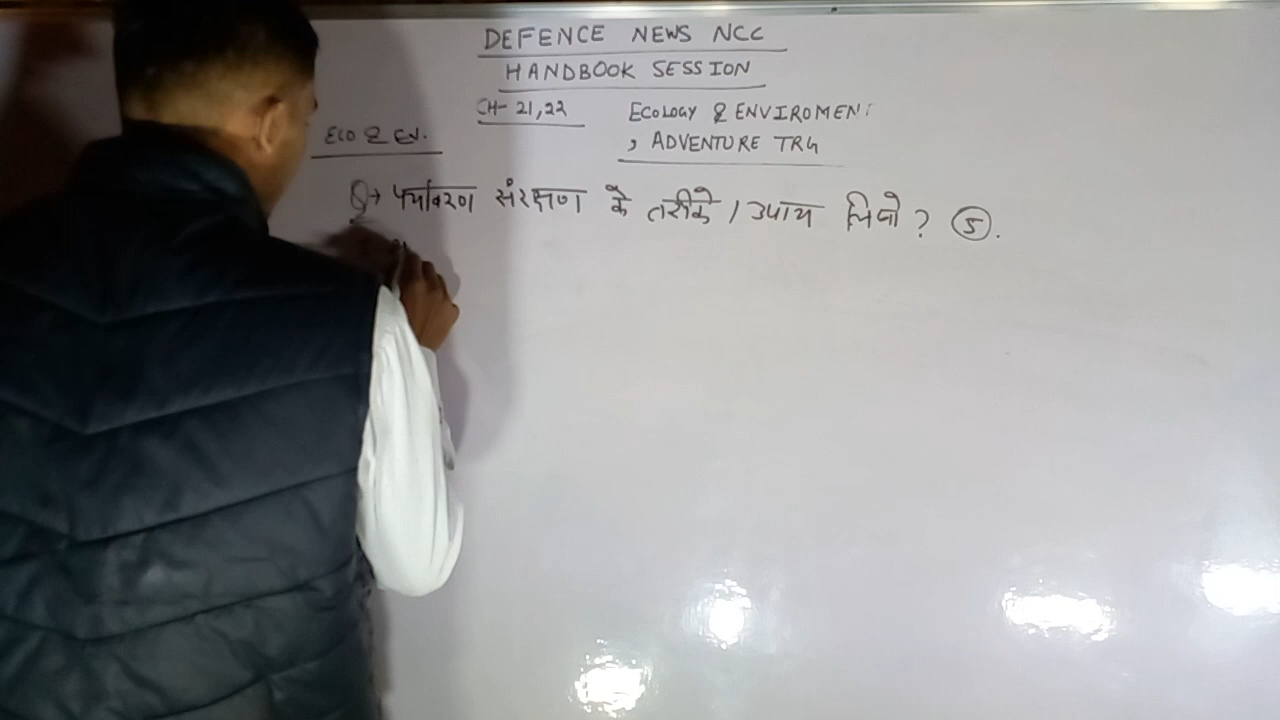 DEFENCE NEWS NCC
HANDBOOK SESSION
CH- 21,22 ECOLOGY & ENVIROMEN
, ADVENTURE TRG
ECO & EN.
Q→ पर्यावरण संरक्षण के तरीके / उपाय लिखो ? (5).